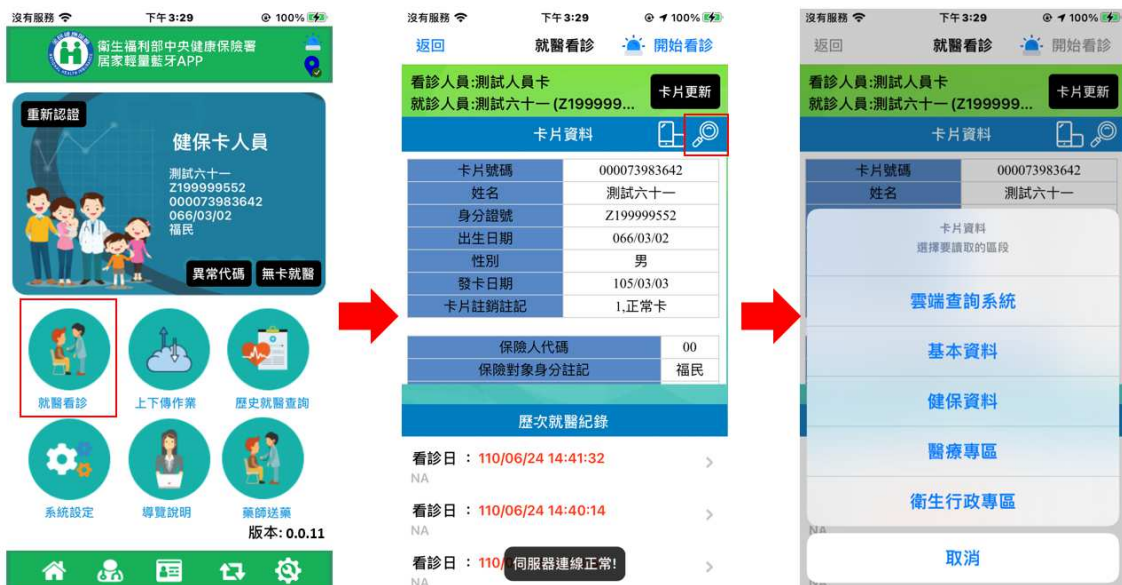 沒有服務 下午3:29 100%
衛生福利部中央健康保險署
居家輕量藍牙APP
重新認證
健保卡人員
測試六十一
Z199999552
000073983642
066/03/02
福民
異常代碼 無卡就醫
就醫看診 上下傳作業 歷史就醫查詢
系統設定 導覽說明 藥師送藥
版本: 0.0.11
沒有服務 下午3:29 100%
返回 就醫看診 開始看診
看診人員:測試人員卡
就診人員:測試六十一 (Z199999...
卡片更新
卡片資料
卡片號碼 000073983642
姓名 測試六十一
身分證號 Z199999552
出生日期 066/03/02
性別 男
發卡日期 105/03/03
卡片註銷註記 1,正常卡
保險人代碼 00
保險對象身分註記 福民
歷次就醫紀錄
看診日 : 110/06/24 14:41:32
NA
看診日 : 110/06/24 14:40:14
NA
看診日 : 110/0
伺服器連線正常!
NA
沒有服務 下午3:29 100%
返回 就醫看診 開始看診
看診人員:測試人員卡
就診人員:測試六十一 (Z199999...
卡片更新
卡片資料
卡片號碼 000073983642
姓名 測試六十一
卡片資料
選擇要讀取的區段
雲端查詢系統
基本資料
健保資料
醫療專區
衛生行政專區
NA
取消